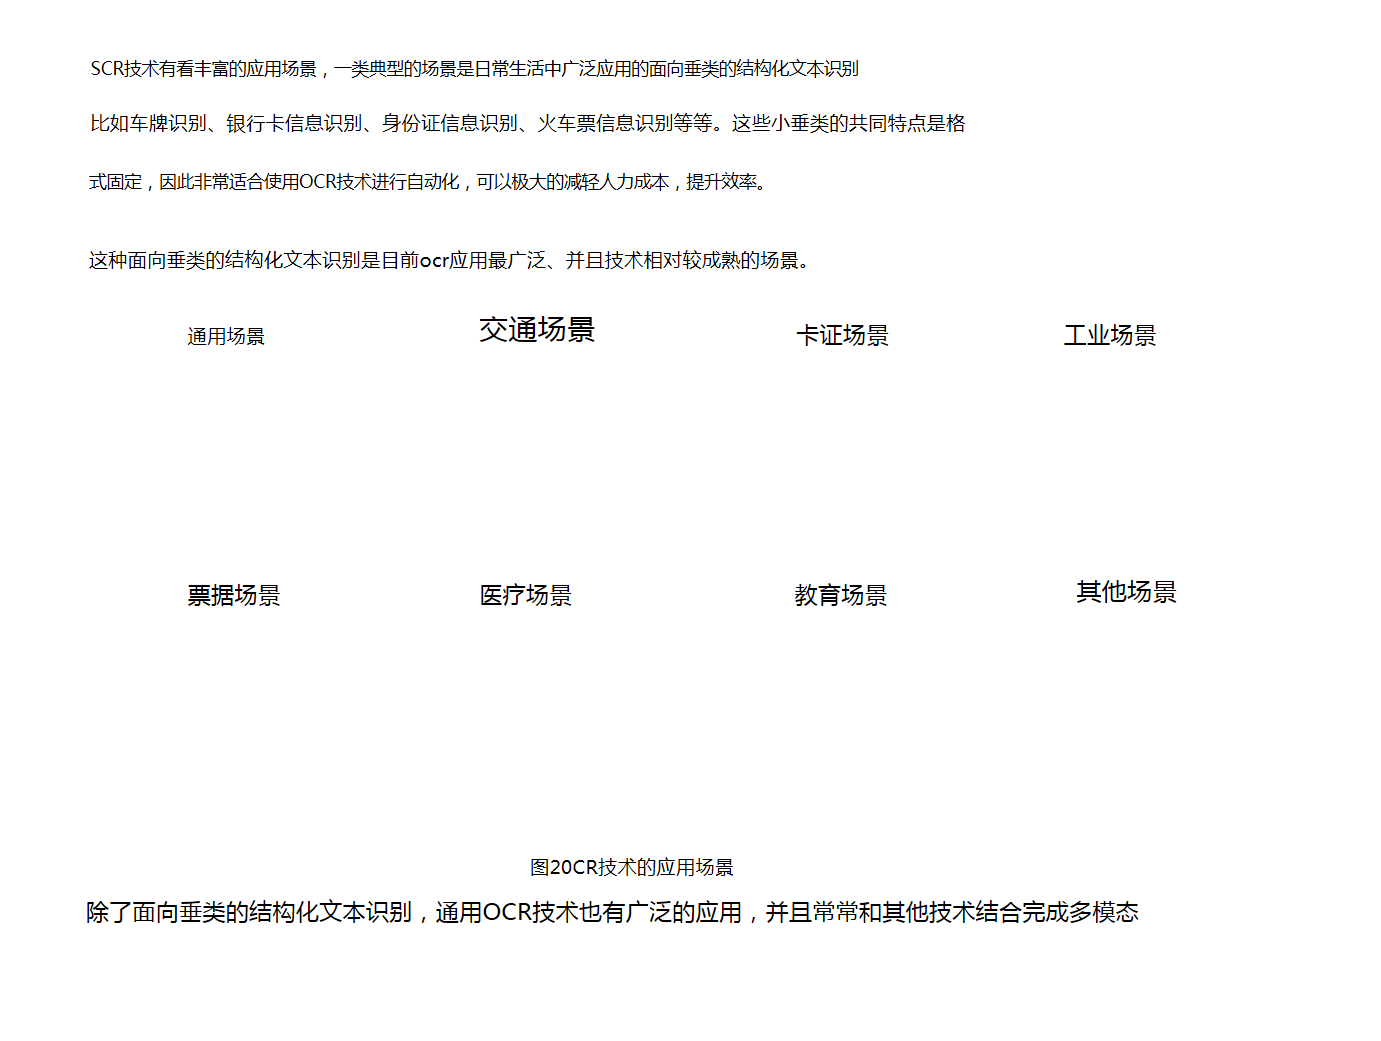 SCR技术有看丰富的应用场景，一类典型的场景是日常生活中广泛应用的面向垂类的结构化文本识别
比如车牌识别、银行卡信息识别、身份证信息识别、火车票信息识别等等。这些小垂类的共同特点是格
式固定，因此非常适合使用OCR技术进行自动化，可以极大的减轻人力成本，提升效率。
这种面向垂类的结构化文本识别是目前ocr应用最广泛、并且技术相对较成熟的场景。
通用场景 交通场景 卡证场景 工业场景
票据场景 医疗场景 教育场景 其他场景
图20CR技术的应用场景
除了面向垂类的结构化文本识别，通用OCR技术也有广泛的应用，并且常常和其他技术结合完成多模态